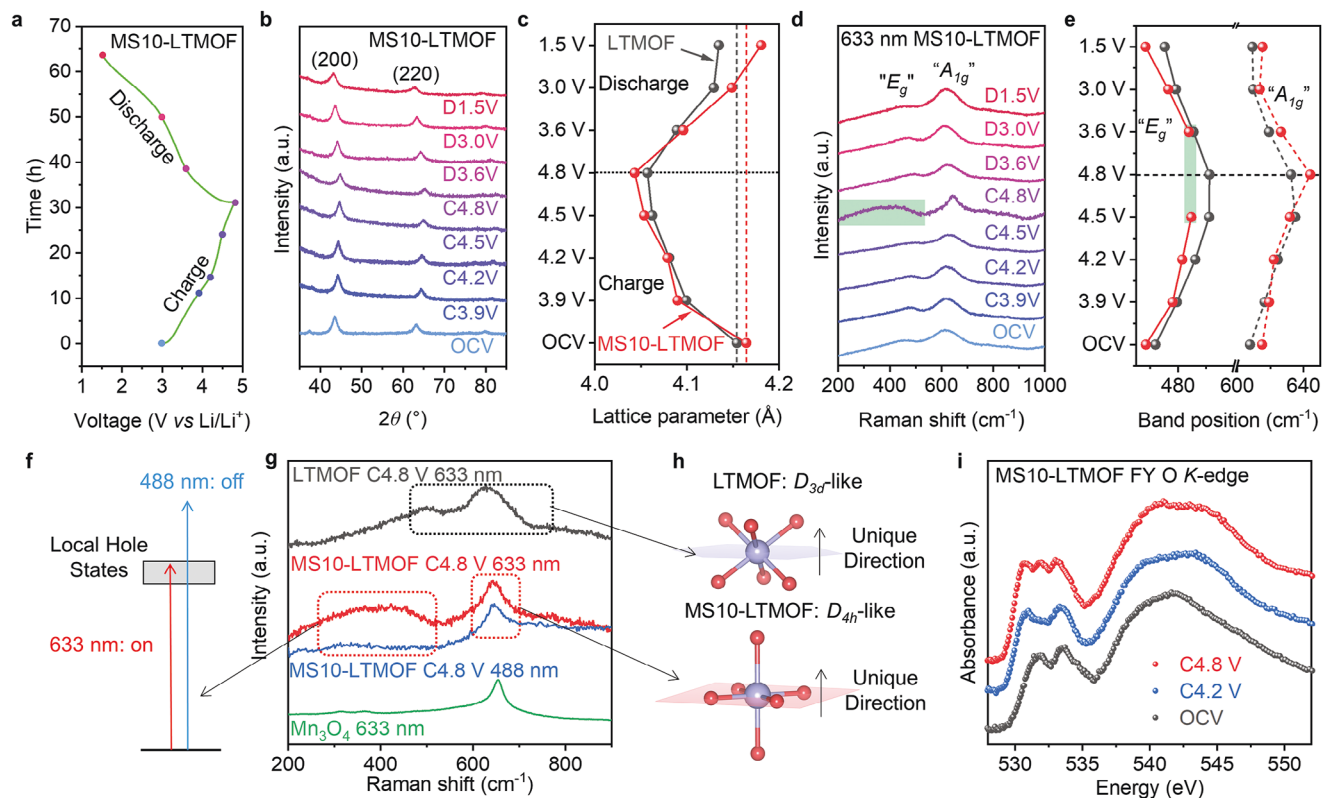 a
MS10-LTMOF
Time (h)
70
60
50
40
30
20
10
0
Discharge
Charge
1 2 3 4 5
Voltage (V vs Li/Li⁺)
b
MS10-LTMOF
(200)
(220)
Intensity (a.u.)
D1.5V
D3.0V
D3.6V
C4.8V
C4.5V
C4.2V
C3.9V
OCV
40 50 60 70 80
2θ (°)
c
1.5 V
3.0 V
3.6 V
4.8 V
4.5 V
4.2 V
3.9 V
OCV
LTMOF
Discharge
Charge
MS10-LTMOF
4.0 4.1 4.2
Lattice parameter (Å)
d
633 nm MS10-LTMOF
"E_g"
“A_1g”
Intensity (a.u.)
D1.5V
D3.0V
D3.6V
C4.8V
C4.5V
C4.2V
C3.9V
OCV
200 400 600 800 1000
Raman shift (cm⁻¹)
e
1.5 V
3.0 V
3.6 V
4.8 V
4.5 V
4.2 V
3.9 V
OCV
“A_1g”
“E_g”
480 600 640
Band position (cm⁻¹)
f
488 nm: off
Local Hole
States
633 nm: on
g
LTMOF C4.8 V 633 nm
MS10-LTMOF C4.8 V 633 nm
MS10-LTMOF C4.8 V 488 nm
Mn₃O₄ 633 nm
Intensity (a.u.)
200 400 600 800
Raman shift (cm⁻¹)
h
LTMOF: D_3d-like
Unique
Direction
MS10-LTMOF: D_4h-like
Unique
Direction
i
MS10-LTMOF FY O K-edge
Absorbance (a.u.)
C4.8 V
C4.2 V
OCV
530 535 540 545 550
Energy (eV)